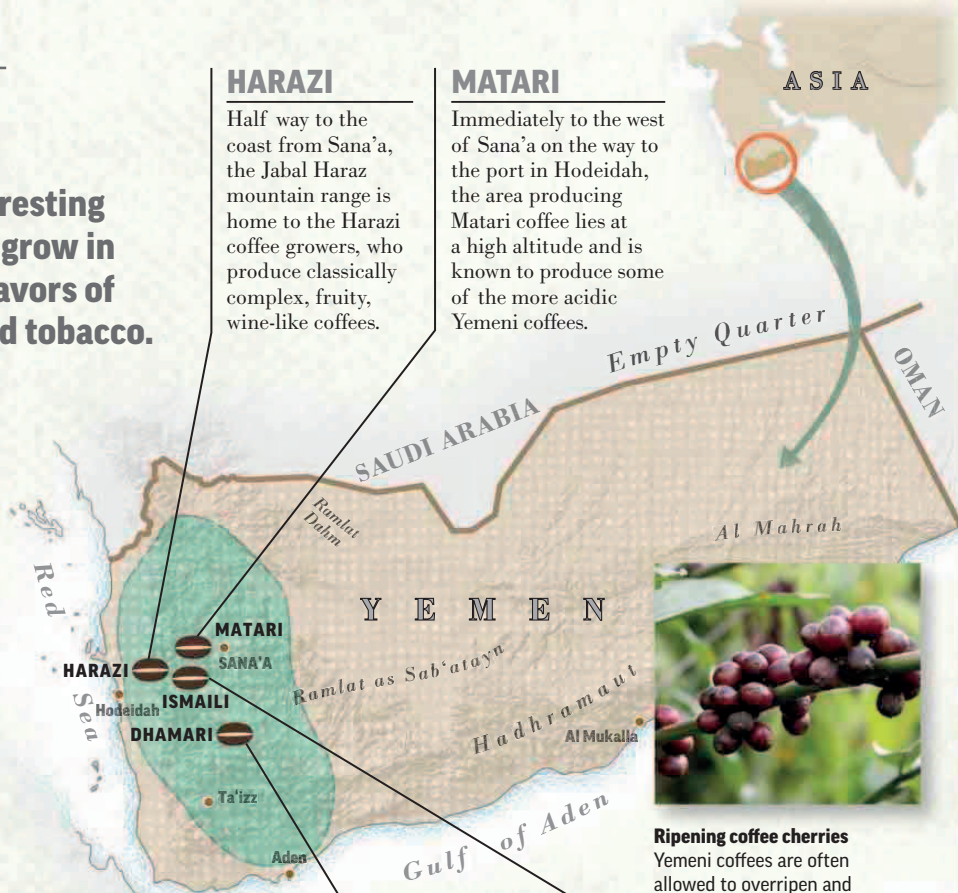 resting
grow in
avors of
d tobacco.
HARAZI
Half way to the
coast from Sana’a,
the Jabal Haraz
mountain range is
home to the Harazi
coffee growers, who
produce classically
complex, fruity,
wine-like coffees.
MATARI
Immediately to the west
of Sana’a on the way to
the port in Hodeidah,
the area producing
Matari coffee lies at
a high altitude and is
known to produce some
of the more acidic
Yemeni coffees.
ASIA
Empty Quarter
OMAN
SAUDI ARABIA
Ramlat
Dahm
Al Mahrah
Red Sea
YEMEN
MATARI
SANA’A
HARAZI
Ramlat as Sab‘atayn
ISMAILI
Hodeidah
DHAMARI
Hadhramaut
Al Mukalla
Ta’izz
Gulf of Aden
Aden
Ripening coffee cherries
Yemeni coffees are often
allowed to overripen and